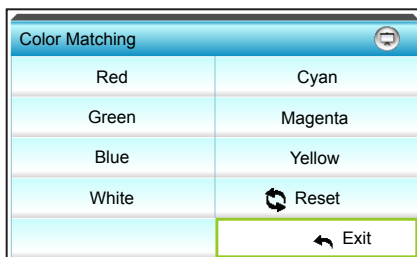 Color Matching
Red Cyan
Green Magenta
Blue Yellow
White Reset
Exit